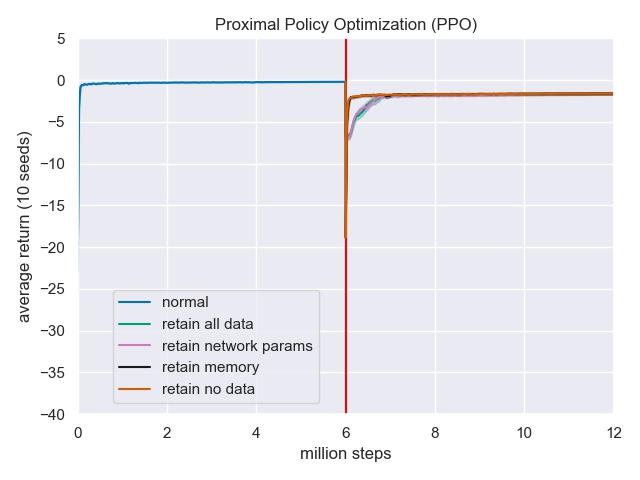 Proximal Policy Optimization (PPO)
5
0
−5
−10
−15
−20
−25
−30
−35
−40
average return (10 seeds)
normal
retain all data
retain network params
retain memory
retain no data
0 2 4 6 8 10 12
million steps